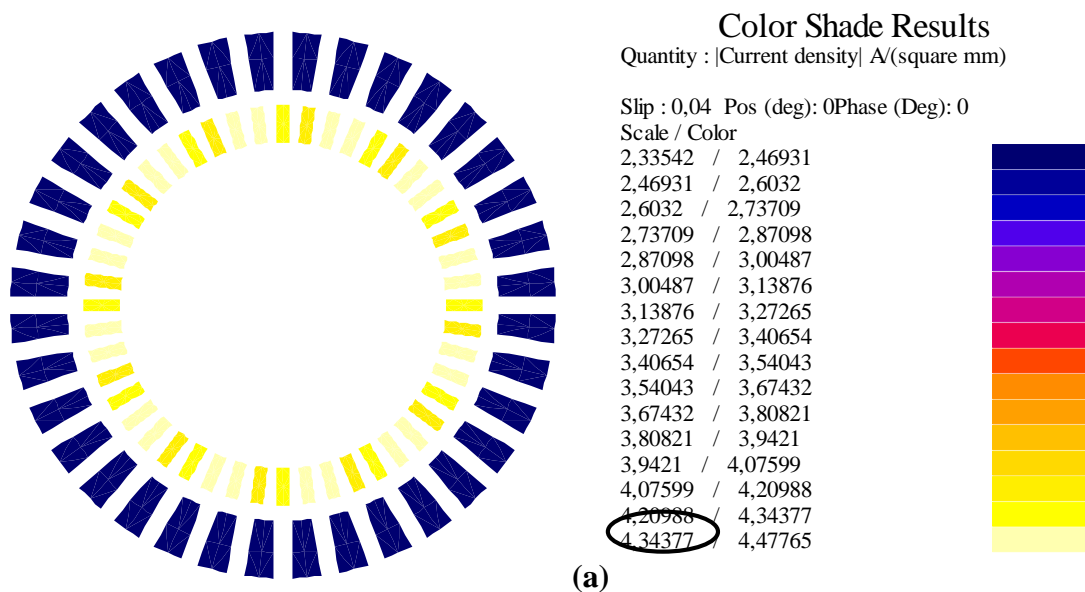 Color Shade Results
Quantity : |Current density| A/(square mm)
Slip : 0,04 Pos (deg): 0Phase (Deg): 0
Scale / Color
2,33542 / 2,46931
2,46931 / 2,6032
2,6032 / 2,73709
2,73709 / 2,87098
2,87098 / 3,00487
3,00487 / 3,13876
3,13876 / 3,27265
3,27265 / 3,40654
3,40654 / 3,54043
3,54043 / 3,67432
3,67432 / 3,80821
3,80821 / 3,9421
3,9421 / 4,07599
4,07599 / 4,20988
4,20988 / 4,34377
4,34377 / 4,47765
(a)